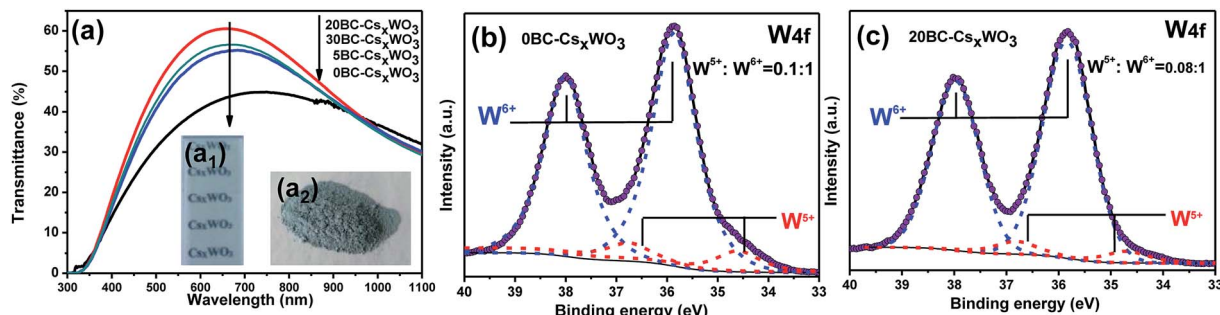 (a)
20BC-CsₓWO₃
30BC-CsₓWO₃
5BC-CsₓWO₃
0BC-CsₓWO₃
Transmittance (%)
60
50
40
30
20
10
0
300 400 500 600 700 800 900 1000 1100
Wavelength (nm)
(a₁)
CsₓWO₃
CsₓWO₃
CsₓWO₃
CsₓWO₃
(a₂)
(b)
0BC-CsₓWO₃
W4f
W⁵⁺: W⁶⁺=0.1:1
W⁶⁺
W⁵⁺
Intensity (a.u.)
40 39 38 37 36 35 34 33
Binding energy (eV)
(c)
20BC-CsₓWO₃
W4f
W⁵⁺: W⁶⁺=0.08:1
W⁶⁺
W⁵⁺
Intensity (a.u.)
40 39 38 37 36 35 34 33
Binding energy (eV)